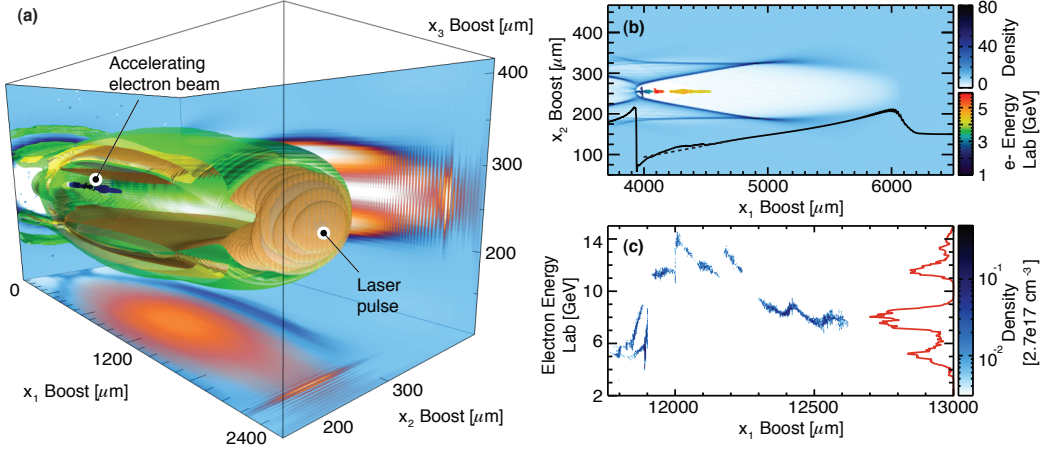 (a)
x₃ Boost [μm]
400
Accelerating
electron beam
300
200
Laser
pulse
0
1200
2400
x₁ Boost [μm]
300
200
x₂ Boost [μm]
(b)
x₂ Boost [μm]
400
300
200
100
4000
5000
6000
x₁ Boost [μm]
80
40
0
Density
5
3
1
e- Energy
Lab [GeV]
(c)
Electron Energy
Lab [GeV]
14
10
6
2
12000
12500
13000
x₁ Boost [μm]
10⁻¹
10⁻²
Density
[2.7e17 cm⁻³]